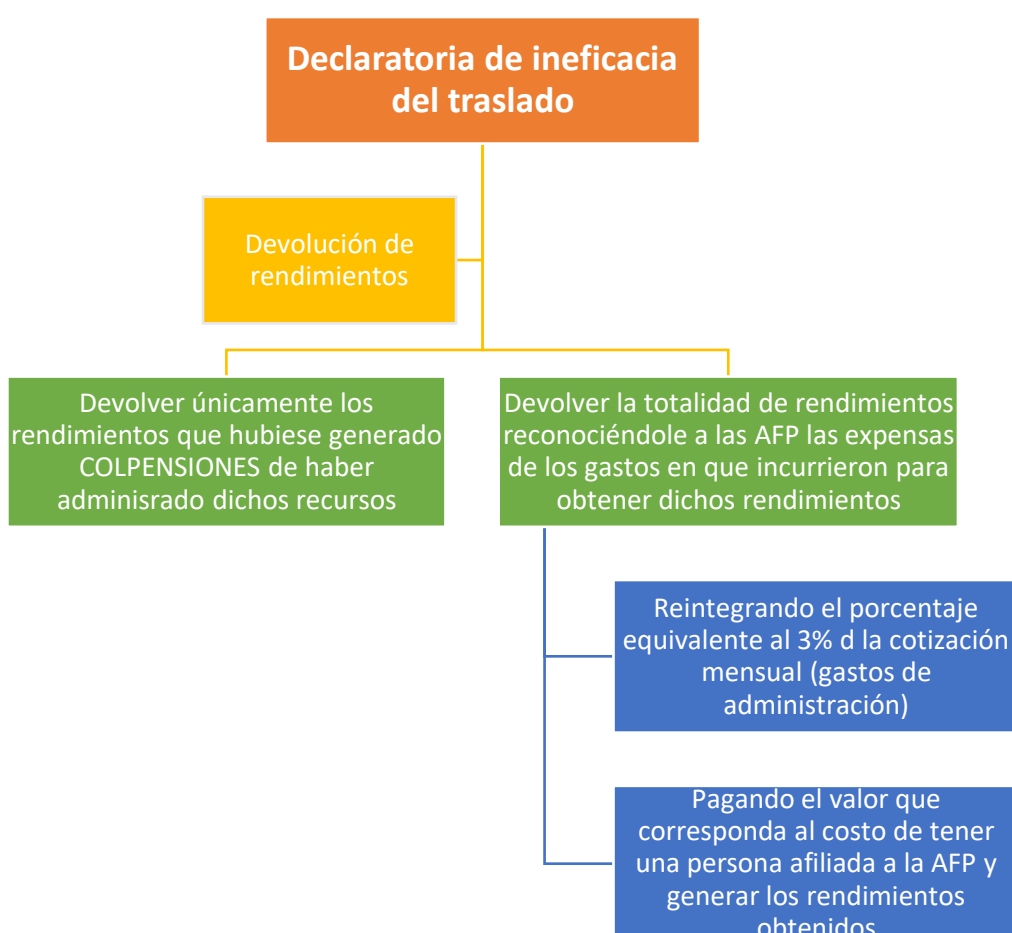 Declaratoria de ineficacia
del traslado
Devolución de
rendimientos
Devolver únicamente los
rendimientos que hubiese generado
COLPENSIONES de haber
adminisrado dichos recursos
Devolver la totalidad de rendimientos
reconociéndole a las AFP las expensas
de los gastos en que incurrieron para
obtener dichos rendimientos
Reintegrando el porcentaje
equivalente al 3% d la cotización
mensual (gastos de
administración)
Pagando el valor que
corresponda al costo de tener
una persona afiliada a la AFP y
generar los rendimientos
obtenidos